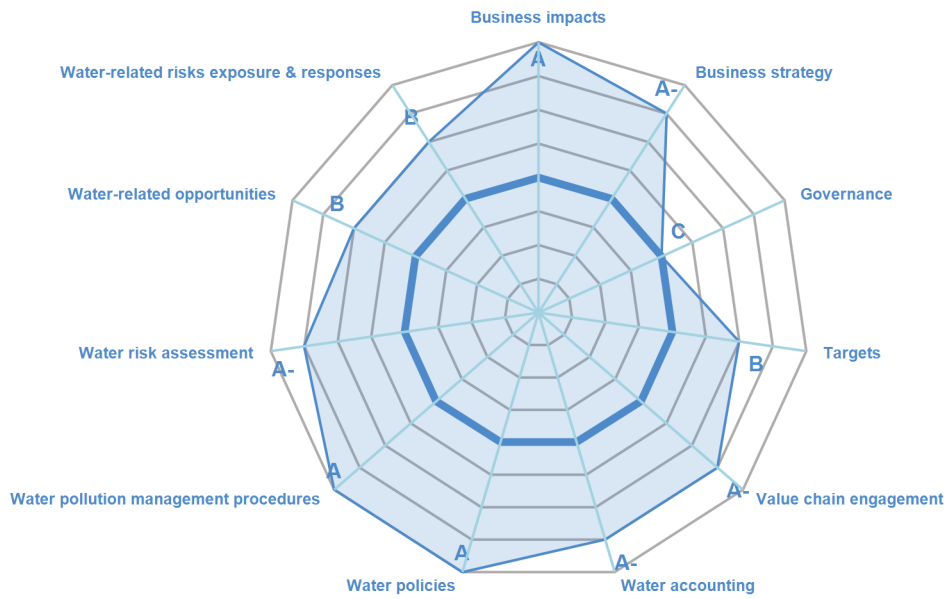 Business impacts
A
Water-related risks exposure & responses
Business strategy
A-
B
Water-related opportunities
Governance
B
C
Water risk assessment
Targets
A-
B
A
A-
Water pollution management procedures
Value chain engagement
A
A-
Water policies
Water accounting